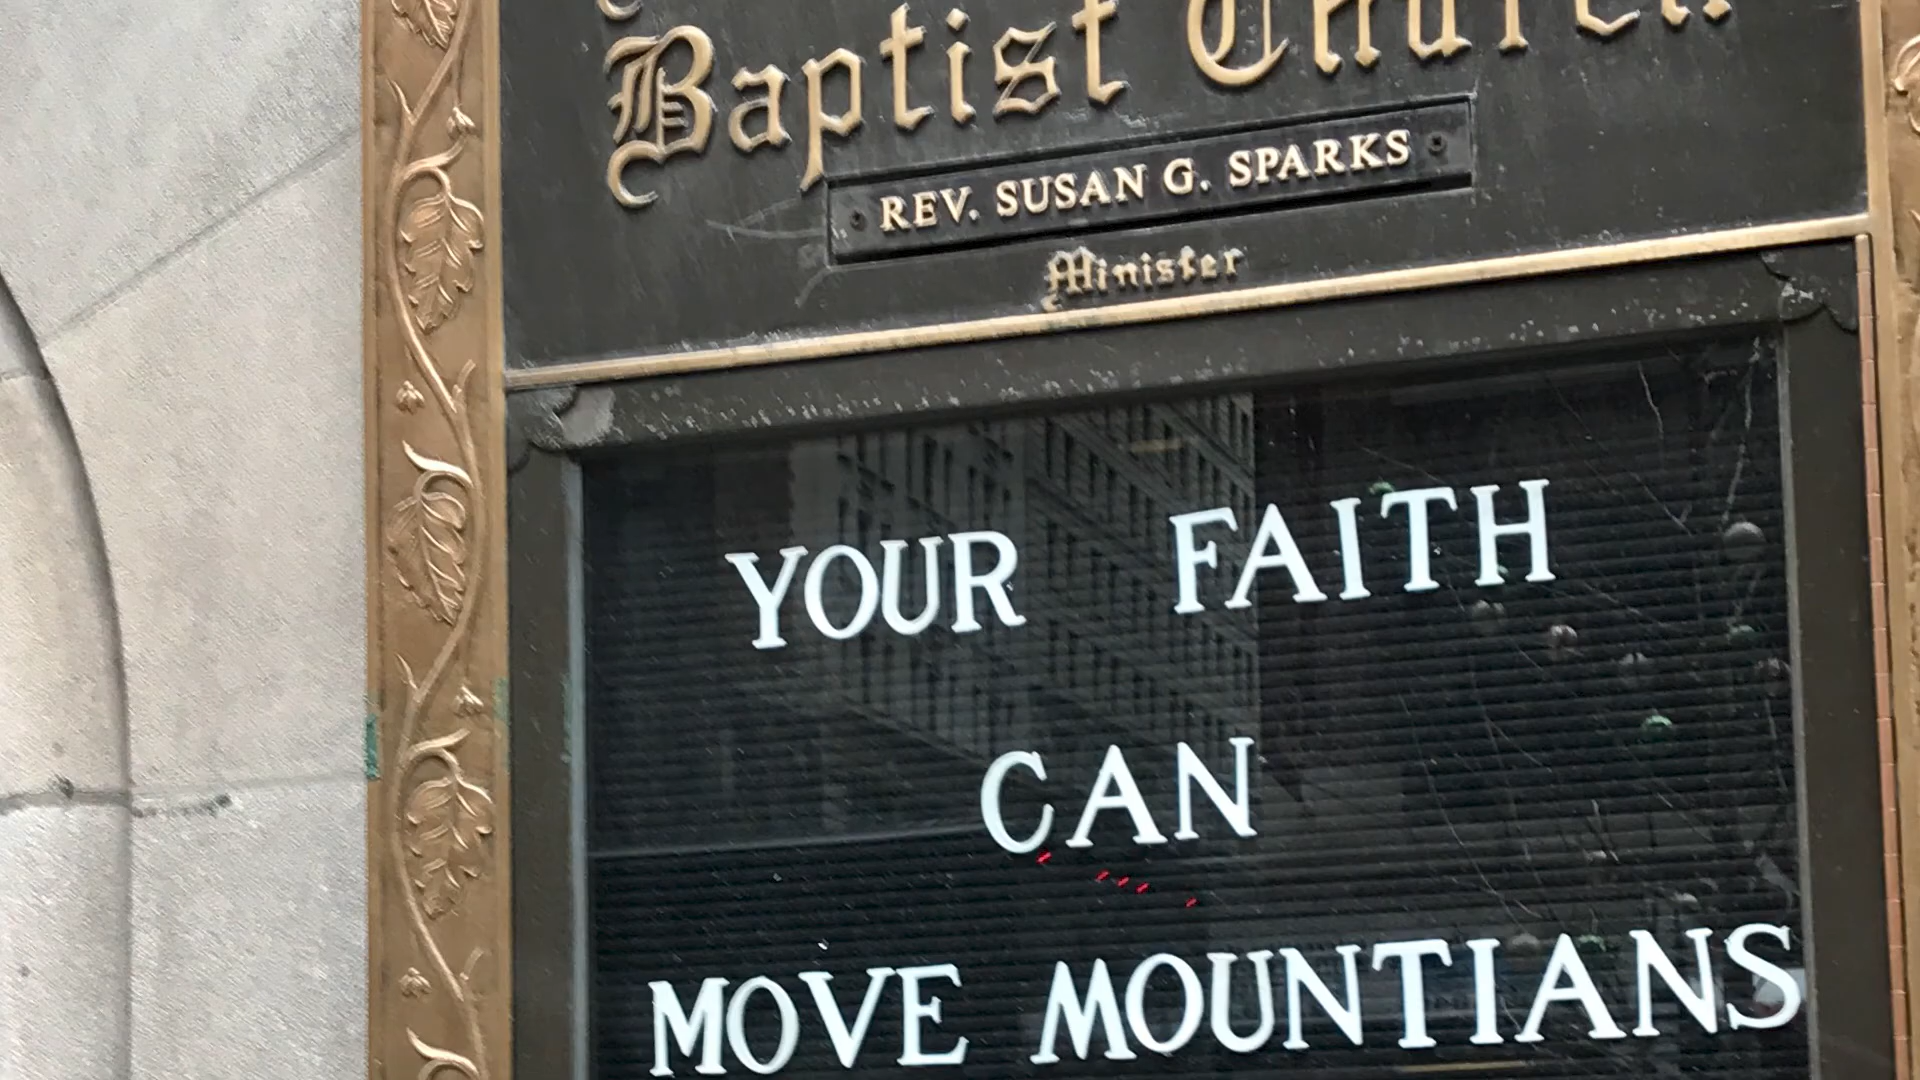 Baptist Church
REV. SUSAN G. SPARKS
Minister
YOUR FAITH
CAN
MOVE MOUNTIANS